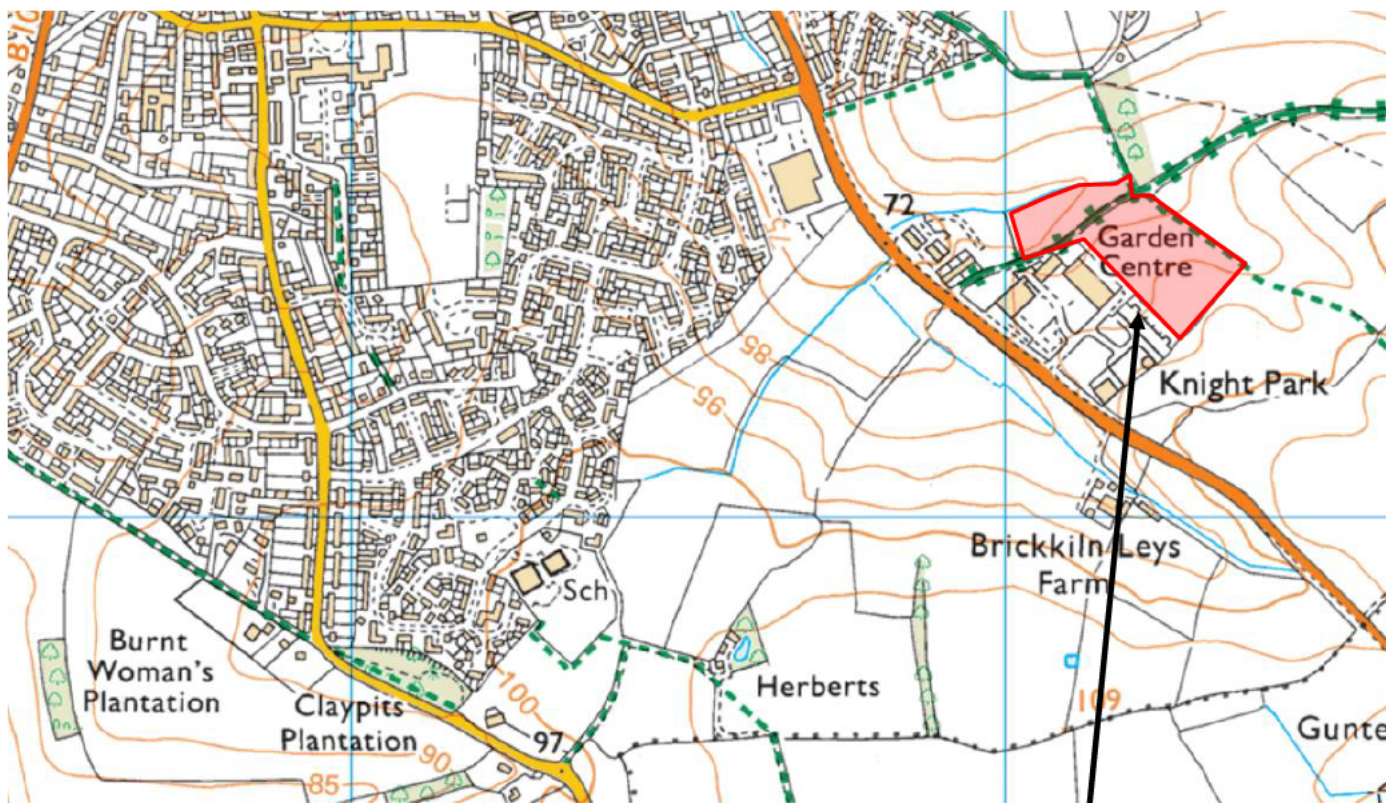 72
75
Garden
Centre
85
95
Knight Park
Brickkiln Leys
Farm
Sch
Burnt
Woman's
Plantation
Herberts
100
109
Claypits
Plantation
97
90
85
Gunte